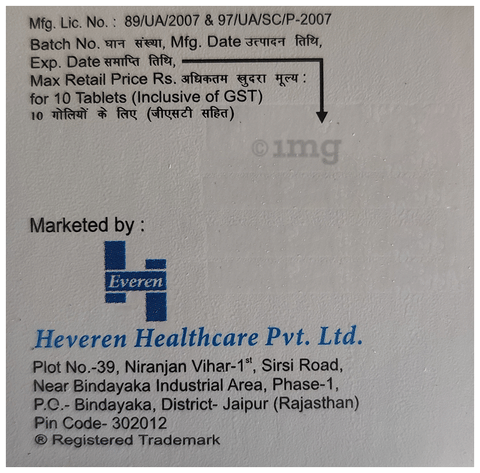 Mfg. Lic. No. : 89/UA/2007 & 97/UA/SC/P-2007
Batch No. घान संख्या, Mfg. Date उत्पादन तिथि,
Exp. Date समाप्ति तिथि,
Max Retail Price Rs. अधिकतम खुदरा मूल्य :
for 10 Tablets (Inclusive of GST)
10 गोलियों के लिए (जीएसटी सहित)
©1mg
Marketed by :
Everen
Heveren Healthcare Pvt. Ltd.
Plot No.-39, Niranjan Vihar-1st, Sirsi Road,
Near Bindayaka Industrial Area, Phase-1,
P.O.- Bindayaka, District- Jaipur (Rajasthan)
Pin Code- 302012
® Registered Trademark